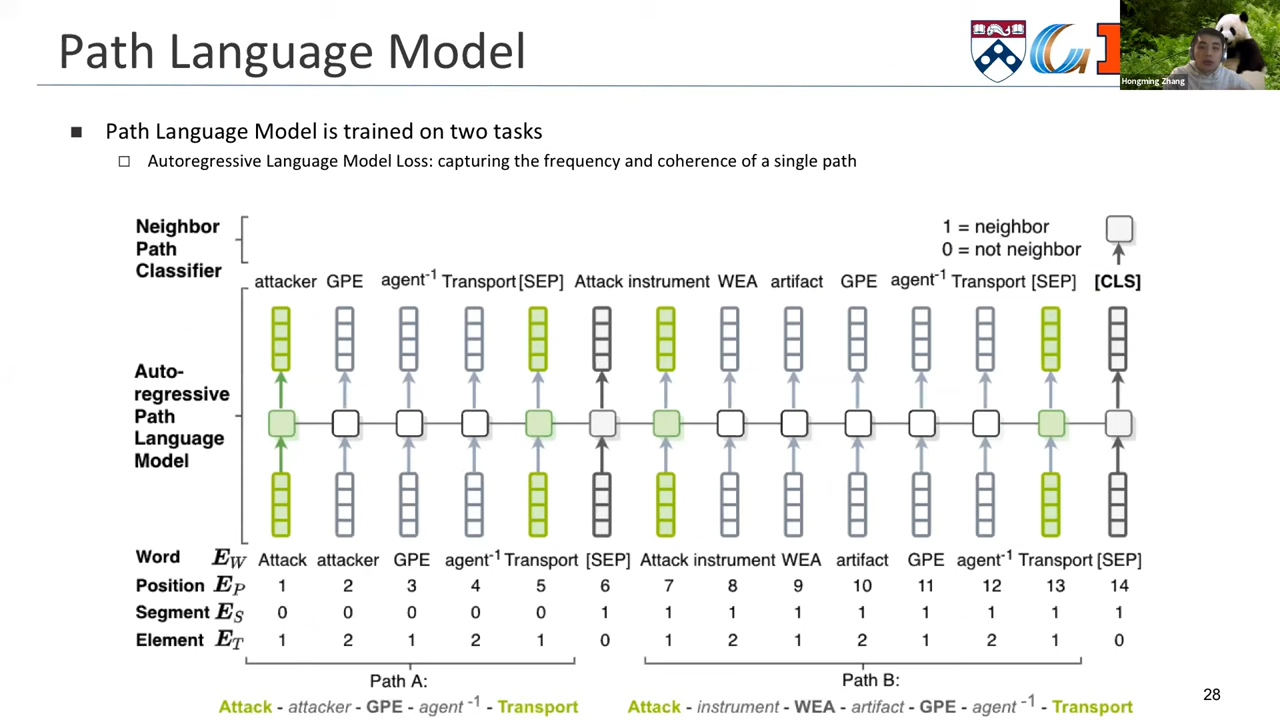 Path Language Model
Hongming Zhang
■ Path Language Model is trained on two tasks
□ Autoregressive Language Model Loss: capturing the frequency and coherence of a single path
Neighbor
Path
Classifier
1 = neighbor
0 = not neighbor
attacker GPE agent⁻¹ Transport [SEP] Attack instrument WEA artifact GPE agent⁻¹ Transport [SEP] [CLS]
Auto-
regressive
Path
Language
Model
Word E_W Attack attacker GPE agent⁻¹ Transport [SEP] Attack instrument WEA artifact GPE agent⁻¹ Transport [SEP]
Position E_P 1 2 3 4 5 6 7 8 9 10 11 12 13 14
Segment E_S 0 0 0 0 0 1 1 1 1 1 1 1 1 1
Element E_T 1 2 1 2 1 0 1 2 1 2 1 2 1 0
Path A:
Attack - attacker - GPE - agent ⁻¹ - Transport
Path B:
Attack - instrument - WEA - artifact - GPE - agent ⁻¹ - Transport
28